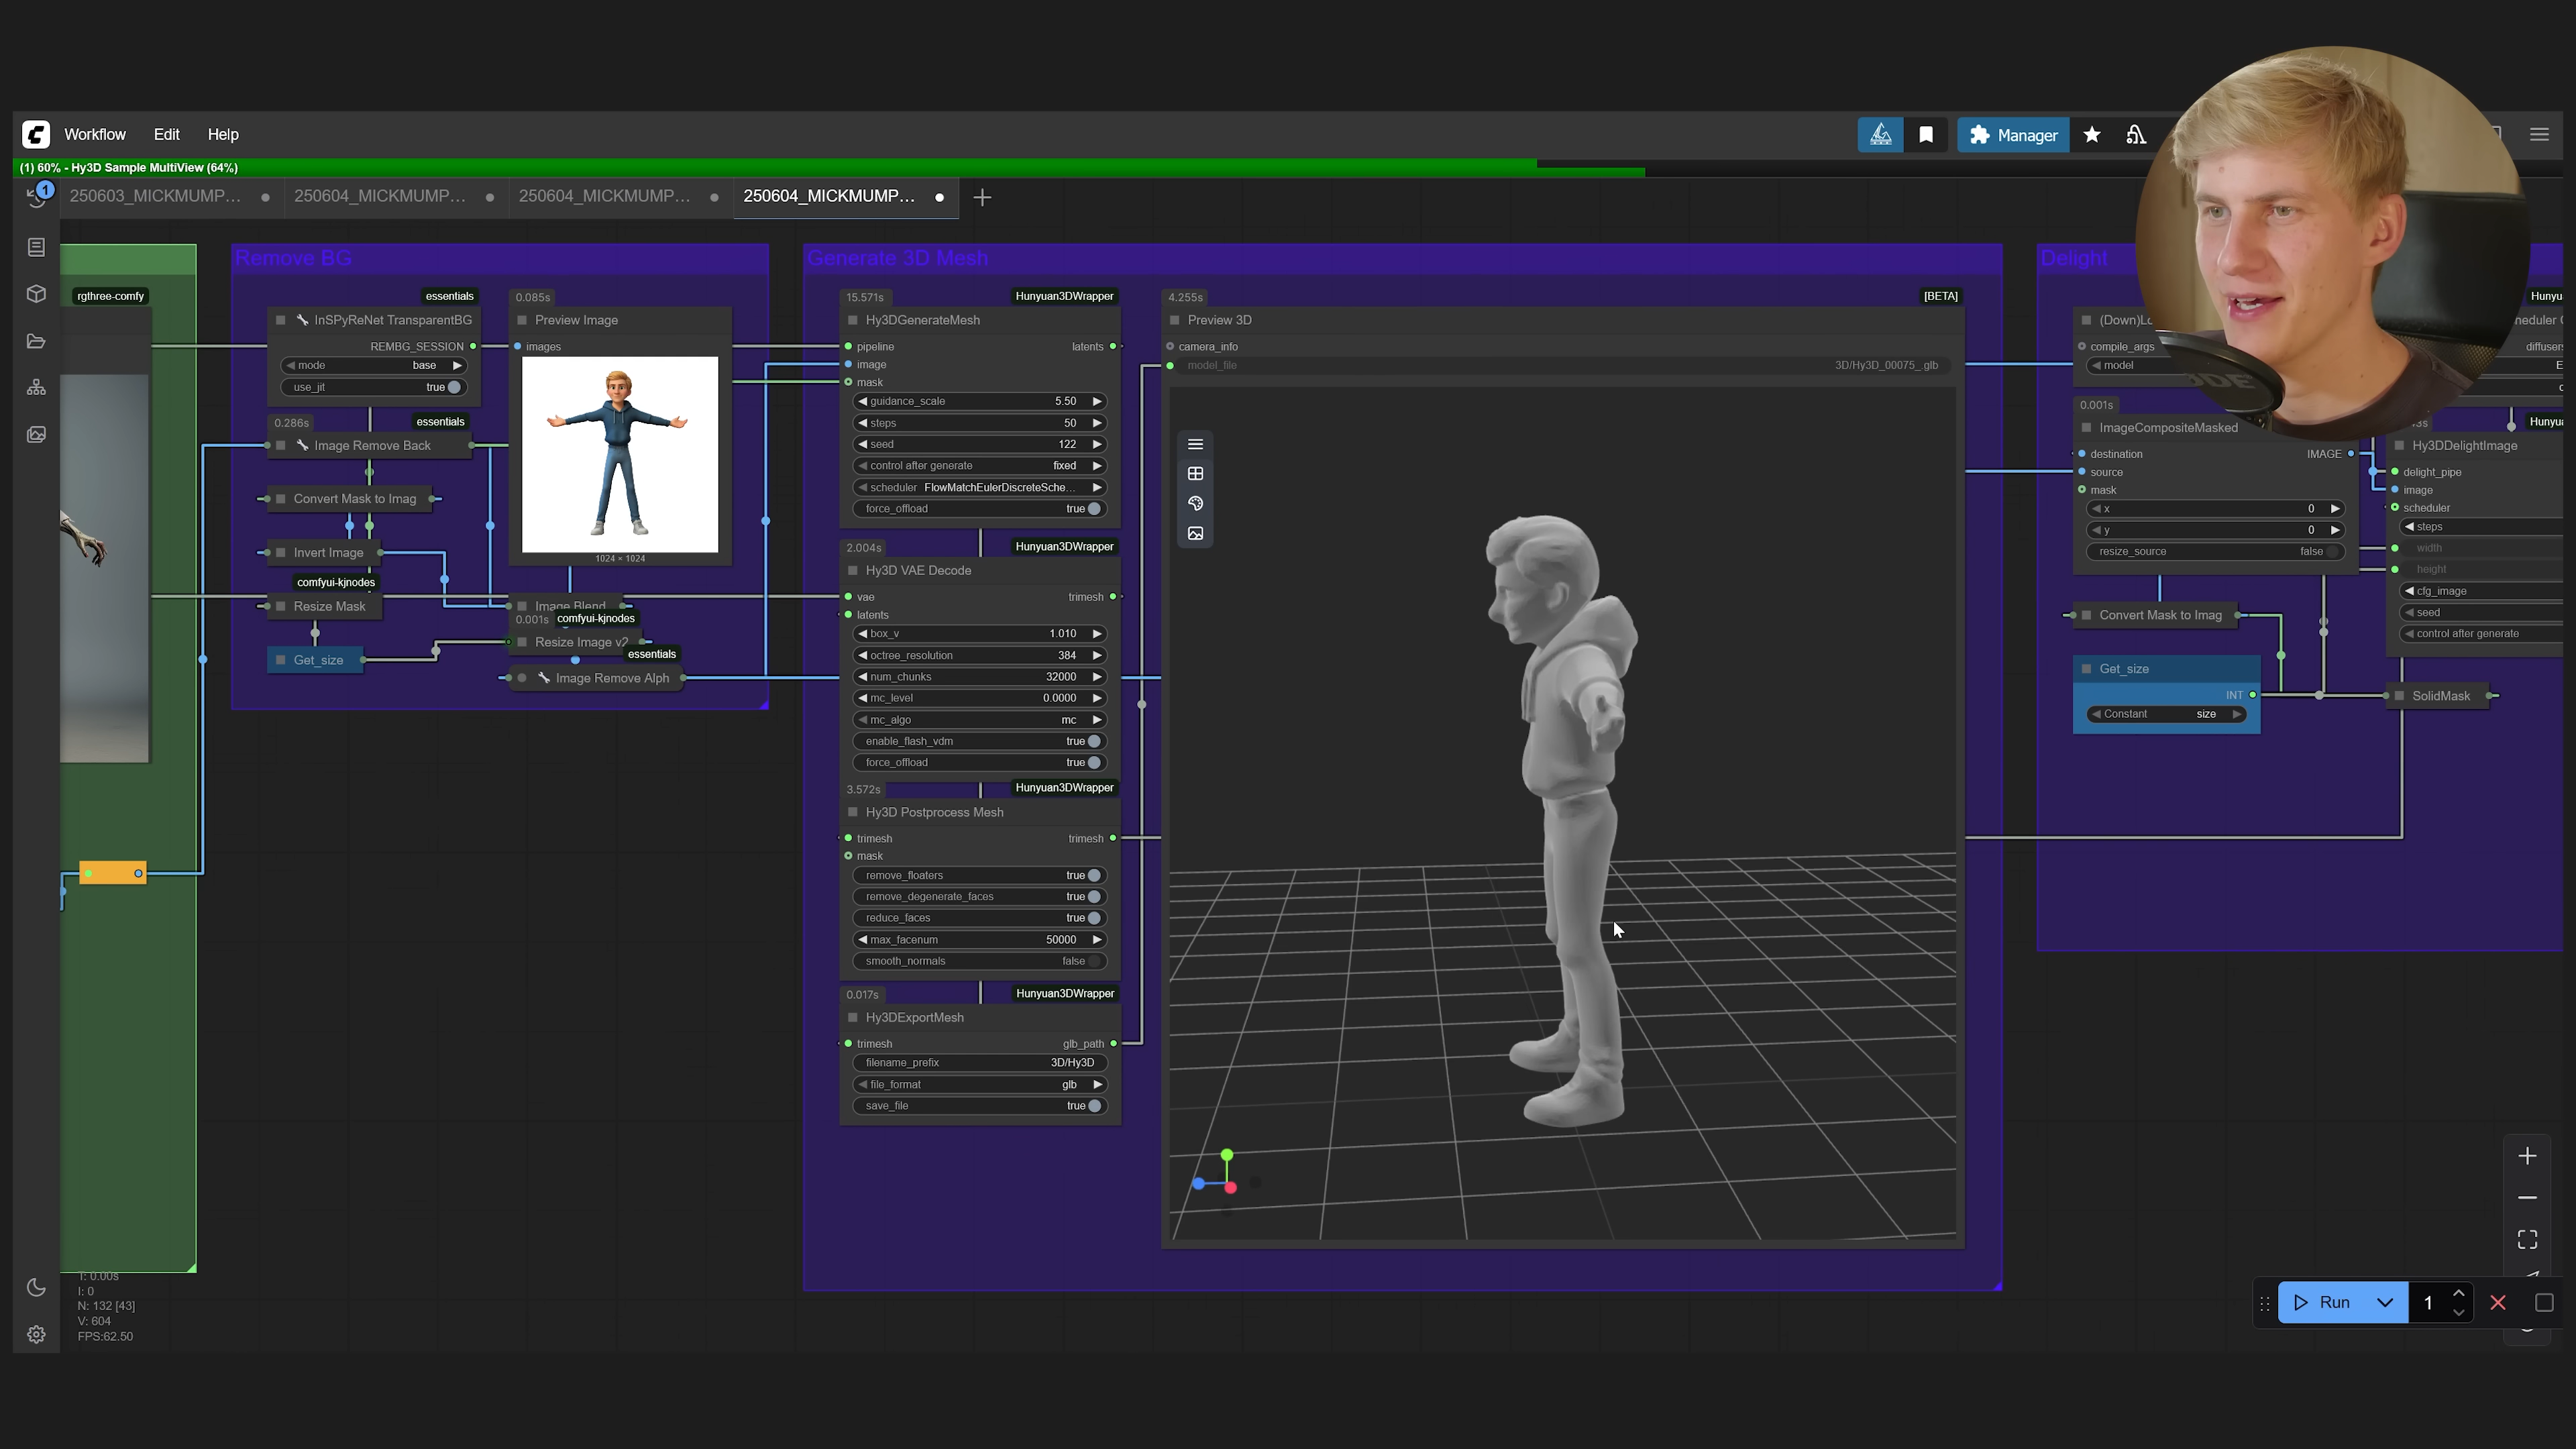 Workflow Edit Help
Manager
(1) 60% - Hy3D Sample MultiView (64%)
1
250603_MICKMUMP...
250604_MICKMUMP...
250604_MICKMUMP...
250604_MICKMUMP...
rgthree-comfy
Remove BG
essentials
InSPyReNet TransparentBG
REMBG_SESSION
mode base
use_jit true
0.286s
essentials
Image Remove Back
Convert Mask to Imag
Invert Image
comfyui-kjnodes
Resize Mask
Get_size
0.085s
Preview Image
images
1024 × 1024
Image Blend
0.001s
comfyui-kjnodes
Resize Image v2
essentials
Image Remove Alph
Generate 3D Mesh
15.571s
Hunyuan3DWrapper
Hy3DGenerateMesh
pipeline latents
image
mask
guidance_scale 5.50
steps 50
seed 122
control after generate fixed
scheduler FlowMatchEulerDiscreteSche...
force_offload true
2.004s
Hunyuan3DWrapper
Hy3D VAE Decode
vae trimesh
latents
box_v 1.010
octree_resolution 384
num_chunks 32000
mc_level 0.0000
mc_algo mc
enable_flash_vdm true
force_offload true
3.572s
Hunyuan3DWrapper
Hy3D Postprocess Mesh
trimesh trimesh
mask
remove_floaters true
remove_degenerate_faces true
reduce_faces true
max_facenum 50000
smooth_normals false
0.017s
Hunyuan3DWrapper
Hy3DExportMesh
trimesh glb_path
filename_prefix 3D/Hy3D
file_format glb
save_file true
4.255s
[BETA]
Preview 3D
camera_info
model_file 3D/Hy3D_00075_.glb
Delight
compile_args
model
0.001s
ImageCompositeMasked
destination IMAGE
source
mask
x 0
y 0
resize_source false
Convert Mask to Imag
Get_size
INT
Constant size
Hy3DDelightImage
delight_pipe
image
scheduler
steps
width
height
cfg_image
seed
control after generate
SolidMask
T: 0.00s
I: 0
N: 132 [43]
V: 604
FPS:62.50
Run
1